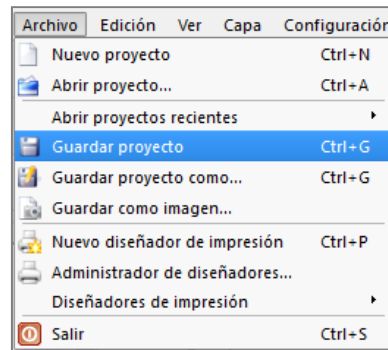 Archivo Edición Ver Capa Configuración
Nuevo proyecto Ctrl+N
Abrir proyecto... Ctrl+A
Abrir proyectos recientes
Guardar proyecto Ctrl+G
Guardar proyecto como... Ctrl+G
Guardar como imagen...
Nuevo diseñador de impresión Ctrl+P
Administrador de diseñadores...
Diseñadores de impresión
Salir Ctrl+S